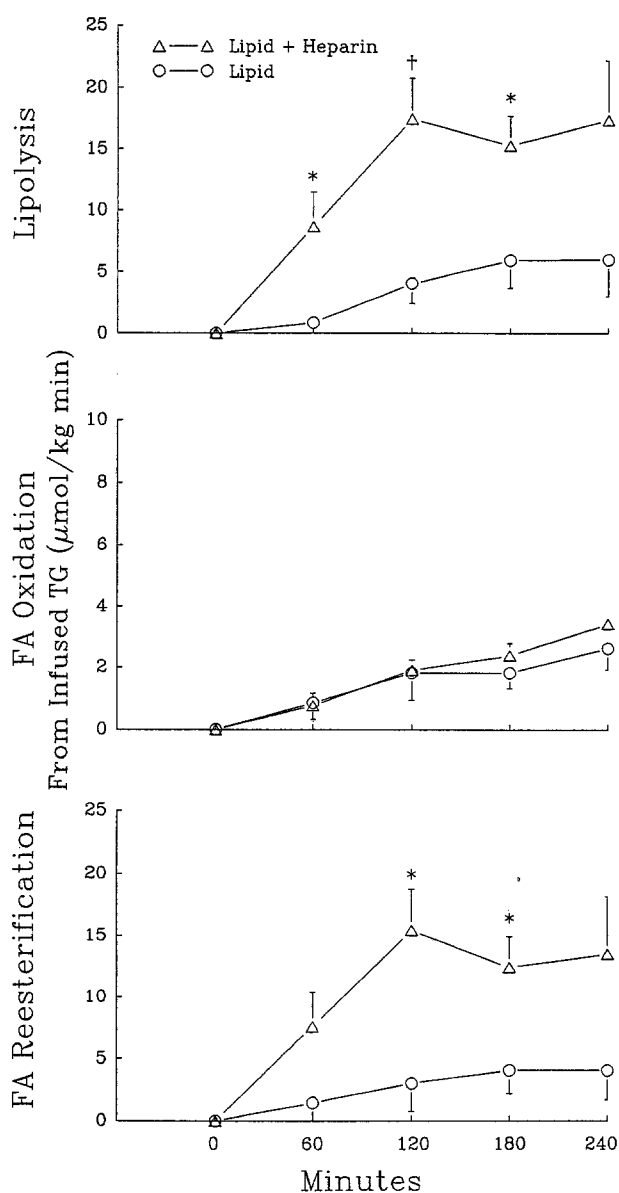 Lipolysis
25
20
15
10
5
0
Lipid + Heparin
Lipid
*
†
*
FA Oxidation
From Infused TG (μmol/kg min)
10
8
6
4
2
0
FA Reesterification
25
20
15
10
5
0
*
*
0 60 120 180 240
Minutes